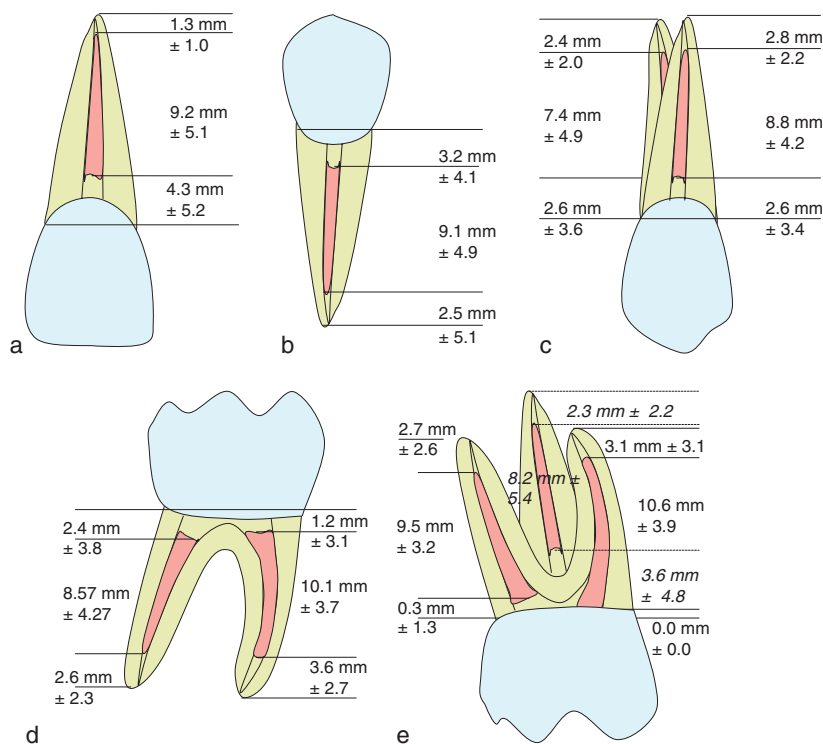 1.3 mm
± 1.0
9.2 mm
± 5.1
4.3 mm
± 5.2
a
3.2 mm
± 4.1
9.1 mm
± 4.9
2.5 mm
± 5.1
b
2.4 mm
± 2.0
7.4 mm
± 4.9
2.6 mm
± 3.6
2.8 mm
± 2.2
8.8 mm
± 4.2
2.6 mm
± 3.4
c
2.4 mm
± 3.8
8.57 mm
± 4.27
2.6 mm
± 2.3
1.2 mm
± 3.1
10.1 mm
± 3.7
3.6 mm
± 2.7
d
2.7 mm
± 2.6
9.5 mm
± 3.2
0.3 mm
± 1.3
2.3 mm ± 2.2
8.2 mm ±
5.4
3.6 mm
± 4.8
3.1 mm ± 3.1
10.6 mm
± 3.9
0.0 mm
± 0.0
e